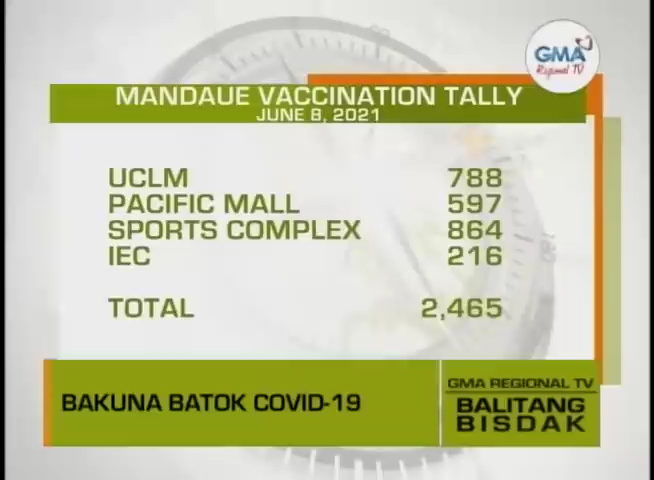 GMA
Regional TV
MANDAUE VACCINATION TALLY
JUNE 8, 2021
UCLM 788
PACIFIC MALL 597
SPORTS COMPLEX 864
IEC 216
TOTAL 2,465
BAKUNA BATOK COVID-19
GMA REGIONAL TV
BALITANG
BISDAK